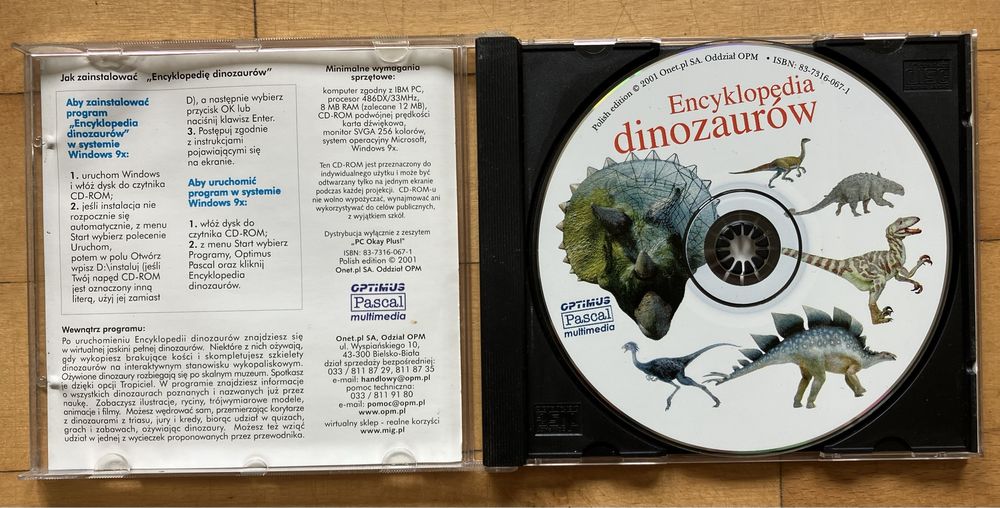 Jak zainstalować „Encyklopedię dinozaurów"
Aby zainstalować
program
„Encyklopedia
dinozaurów"
w systemie
Windows 9x:
1. uruchom Windows
i włóż dysk do czytnika
CD-ROM;
2. jeśli instalacja nie
rozpocznie się
automatycznie, z menu
Start wybierz polecenie
Uruchom,
potem w polu Otwórz
wpisz D:\instaluj (jeśli
Twój napęd CD-ROM
jest oznaczony inną
literą, użyj jej zamiast
D), a następnie wybierz
przycisk OK lub
naciśnij klawisz Enter.
3. Postępuj zgodnie
z instrukcjami
pojawiającymi się
na ekranie.
Aby uruchomić
program w systemie
Windows 9x:
1. włóż dysk do
czytnika CD-ROM;
2. z menu Start wybierz
Programy, Optimus
Pascal oraz kliknij
Encyklopedia
dinozaurów.
Wewnątrz programu:
Po uruchomieniu Encyklopedii dinozaurów znajdziesz się
w wirtualnej jaskini pełnej dinozaurów. Niektóre z nich ożywają,
gdy wykopiesz brakujące kości i skompletujesz szkielety
dinozaurów na interaktywnym stanowisku wykopaliskowym.
Ożywione dinozaury rozbiegają się po skalnym muzeum. Spotkasz
je dzięki opcji Tropiciel. W programie znajdziesz informacje
o wszystkich dinozaurach poznanych i nazwanych już przez
naukę. Zobaczysz ilustracje, ryciny, trójwymiarowe modele,
animacje i filmy. Możesz wędrować sam, przemierzając korytarze
z dinozaurami z triasu, jury i kredy, biorąc udział w quizach,
grach i zabawach, ożywiając dinozaury. Możesz też wziąć
udział w jednej z wycieczek proponowanych przez przewodnika.
Minimalne wymagania
sprzętowe:
komputer zgodny z IBM PC,
procesor 486DX/33MHz,
8 MB RAM (zalecane 12 MB),
CD-ROM podwójnej prędkości
karta dźwiękowa,
monitor SVGA 256 kolorów,
system operacyjny Microsoft,
Windows 9x.
Ten CD-ROM jest przeznaczony do
indywidualnego użytku i może być
odtwarzany tylko na jednym ekranie
podczas każdej projekcji. CD-ROM-u
nie wolno wypożyczać, wynajmować ani
wykorzystywać do celów publicznych,
z wyjątkiem szkół.
Dystrybucja wyłącznie z zeszytem
„PC Okay Plus!"
ISBN: 83-7316-067-1
Polish edition © 2001
Onet.pl SA. Oddział OPM
OPTIMUS
Pascal
multimedia
Onet.pl SA, Oddział OPM
ul. Wyspiańskiego 10,
43-300 Bielsko-Biała
dział sprzedaży bezpośredniej:
033 / 811 87 29, 811 87 35
e-mail: handlowy@opm.pl
pomoc techniczna:
033 / 811 91 80
e-mail: pomoc@opm.pl
www.opm.pl
wirtualny sklep - realne korzyści
www.mig.pl
Polish edition © 2001 Onet.pl SA. Oddział OPM • ISBN: 83-7316-067-1
Encyklopedia
dinozaurów
OPTIMUS
Pascal
multimedia